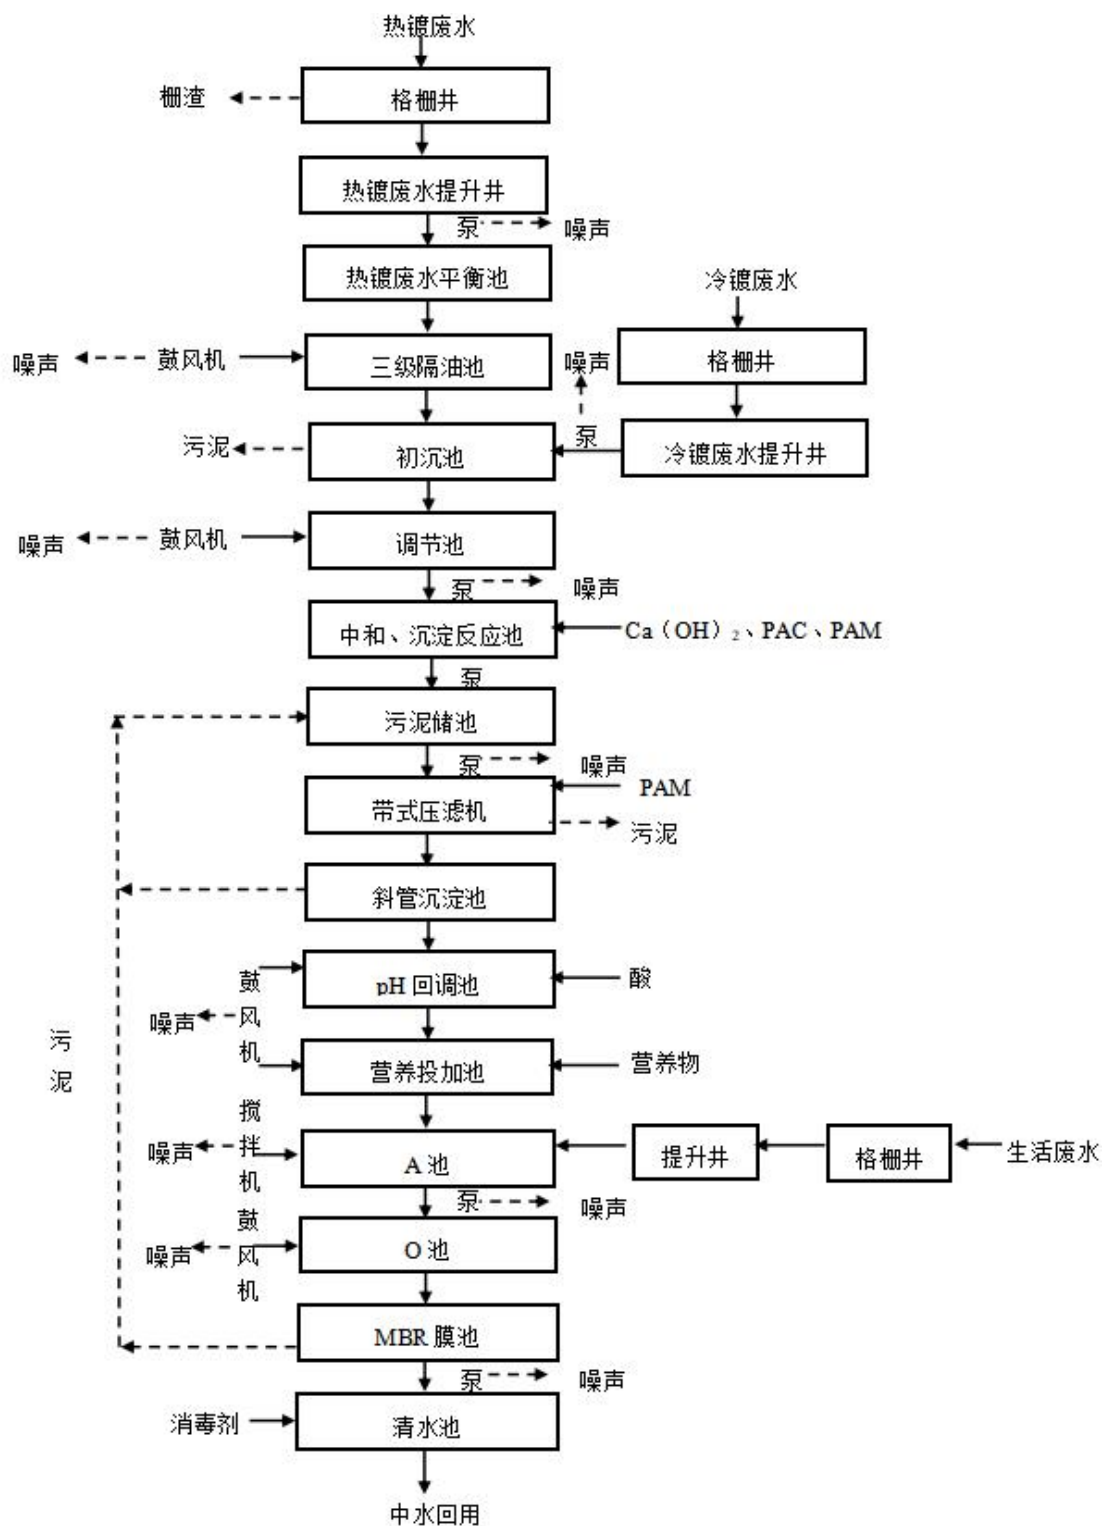 热镀废水
栅渣
格栅井
热镀废水提升井
泵
噪声
热镀废水平衡池
冷镀废水
噪声
鼓风机
三级隔油池
噪声
格栅井
污泥
初沉池
泵
冷镀废水提升井
噪声
鼓风机
调节池
泵
噪声
中和、沉淀反应池
Ca（OH）₂、PAC、PAM
泵
污泥储池
泵
噪声
PAM
带式压滤机
污泥
斜管沉淀池
鼓风机
pH 回调池
酸
噪声
污泥
营养投加池
营养物
搅拌机
噪声
A 池
提升井
格栅井
生活废水
泵
噪声
鼓风机
噪声
O 池
MBR 膜池
泵
噪声
消毒剂
清水池
中水回用